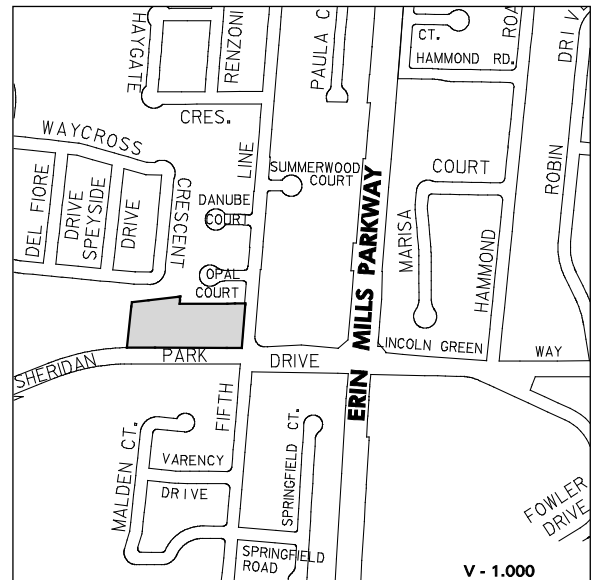 HAYGATE
RENZONI
PAULA C
CT.
ROA
HAMMOND RD.
DRIV
CRES.
WAYCROSS
LINE
SUMMERWOOD
COURT
COURT
ROBIN
DEL FIORE
DRIVE
SPEYSIDE
DRIVE
CRESCENT
DANUBE
COURT
MARISA
HAMMOND
OPAL
COURT
ERIN MILLS PARKWAY
LINCOLN GREEN
WAY
SHERIDAN
PARK
DRIVE
FIFTH
MALDEN CT.
VARENCY
DRIVE
SPRINGFIELD CT.
SPRINGFIELD
ROAD
FOWLER
DRIVE
V - 1.000